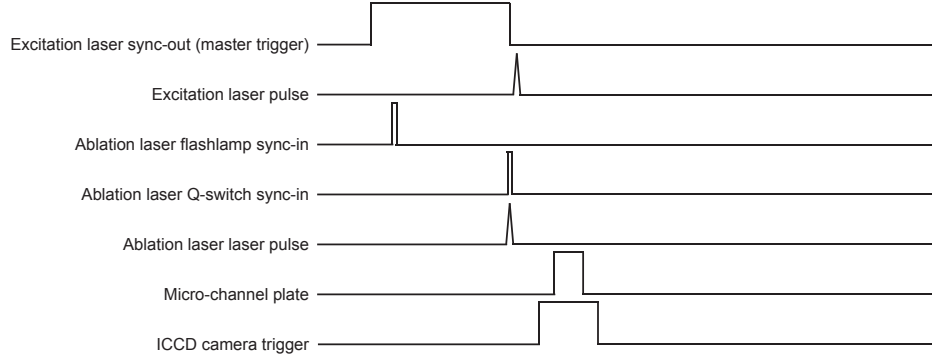 Excitation laser sync-out (master trigger)
Excitation laser pulse
Ablation laser flashlamp sync-in
Ablation laser Q-switch sync-in
Ablation laser laser pulse
Micro-channel plate
ICCD camera trigger